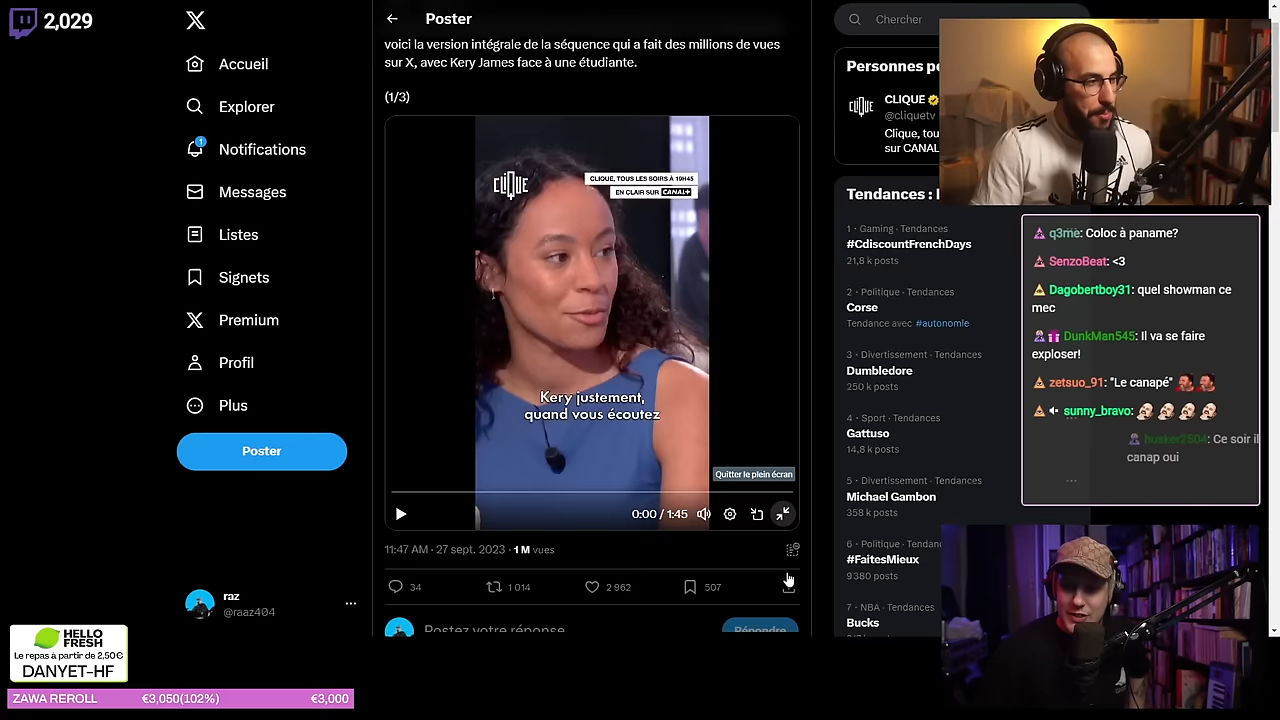 2,029
Accueil
Explorer
1
Notifications
Messages
Listes
Signets
Premium
Profil
Plus
Poster
raz
@raaz404
HELLO
FRESH
Le repas à partir de 2,50€
DANYET-HF
ZAWA REROLL €3,050(102%) €3,000
Poster
voici la version intégrale de la séquence qui a fait des millions de vues
sur X, avec Kery James face à une étudiante.
(1/3)
CLIQUE
CLIQUE, TOUS LES SOIRS À 19H45
EN CLAIR SUR CANAL+
Kery justement,
quand vous écoutez
Quitter le plein écran
0:00 / 1:45
11:47 AM · 27 sept. 2023 · 1 M vues
34 1 014 2 962 507
Postez votre réponse
Répondre
Chercher
Personnes pe
CLIQUE
@cliquetv
Clique, tou
sur CANAL
Tendances :
1 · Gaming · Tendances
#CdiscountFrenchDays
21,8 k posts
2 · Politique · Tendances
Corse
Tendance avec #autonomie
3 · Divertissement · Tendances
Dumbledore
250 k posts
4 · Sport · Tendances
Gattuso
14,8 k posts
5 · Divertissement · Tendances
Michael Gambon
358 k posts
6 · Politique · Tendanc
#FaitesMieux
9 380 posts
7 · NBA · Tendances
Bucks
q3me: Coloc à paname?
SenzoBeat: <3
Dagobertboy31: quel showman ce
mec
DunkMan545: Il va se faire
exploser!
zetsuo_91: "Le canapé"
sunny_bravo:
husker2504: Ce soir il
canap oui